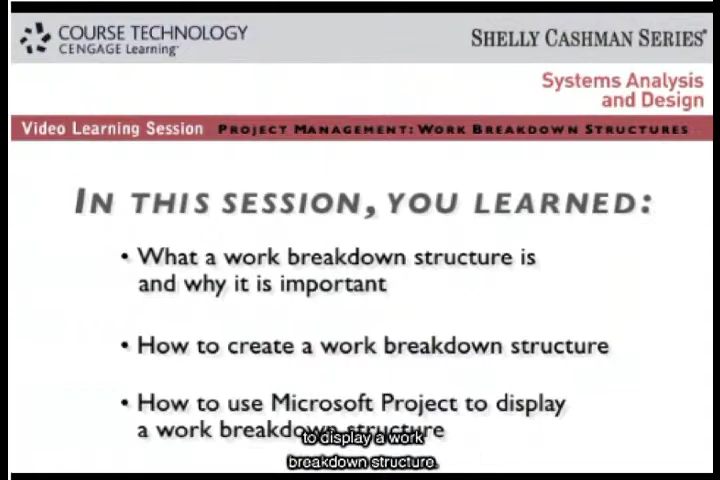 COURSE TECHNOLOGY
CENGAGE Learning™
SHELLY CASHMAN SERIES®
Systems Analysis
and Design
Video Learning Session PROJECT MANAGEMENT: WORK BREAKDOWN STRUCTURES
IN THIS SESSION, YOU LEARNED:
• What a work breakdown structure is
and why it is important
• How to create a work breakdown structure
• How to use Microsoft Project to display
a work breakdown structure
to display a work
breakdown structure.